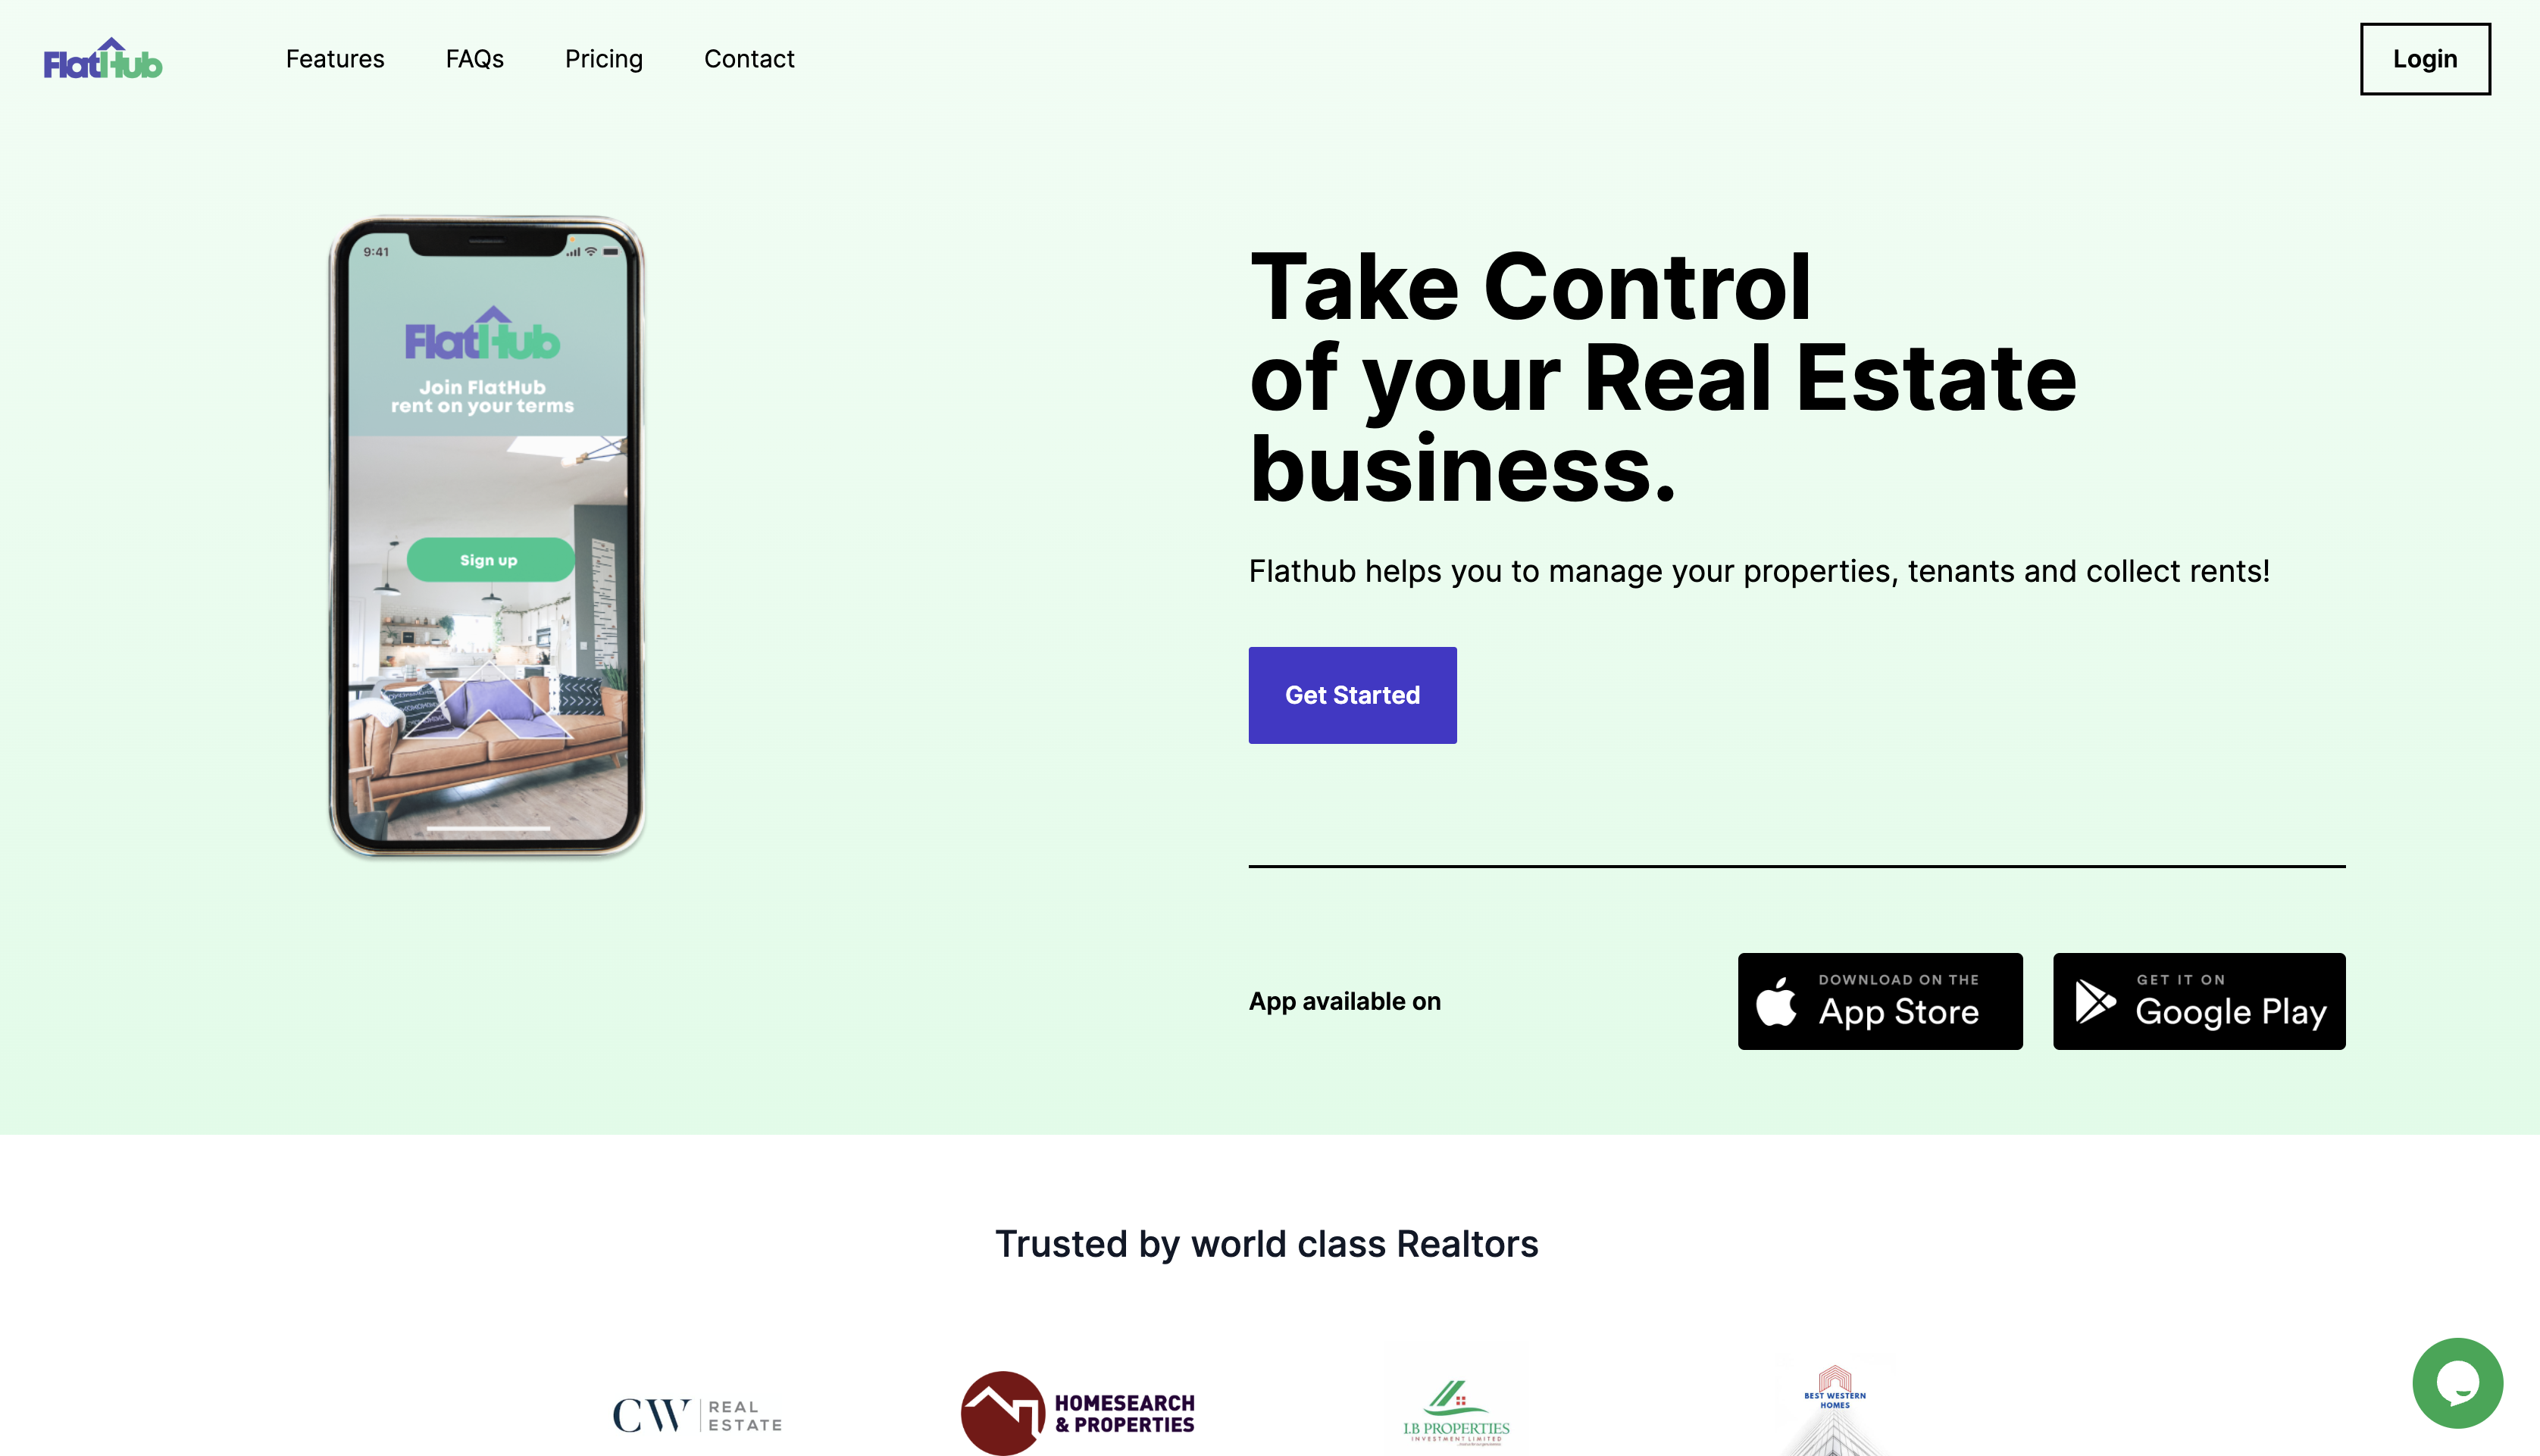 FlatHub
Features
FAQs
Pricing
Contact
Login
9:41
FlatHub
Join FlatHub
rent on your terms
Sign up
Take Control
of your Real Estate
business.
Flathub helps you to manage your properties, tenants and collect rents!
Get Started
App available on
DOWNLOAD ON THE
App Store
GET IT ON
Google Play
Trusted by world class Realtors
CW REAL
ESTATE
HOMESEARCH
& PROPERTIES
I.B PROPERTIES
INVESTMENT LIMITED
BEST WESTERN
HOMES